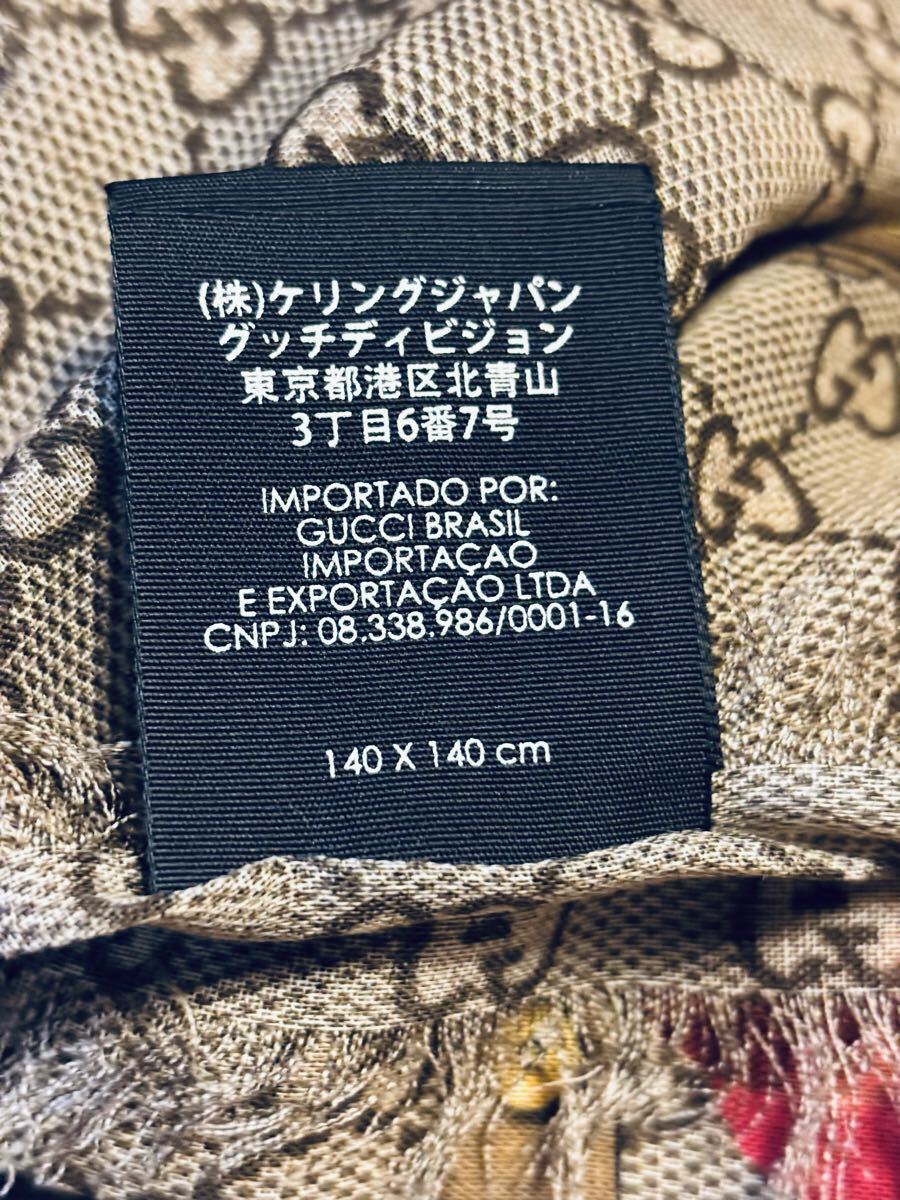 (株)ケリングジャパン
グッチディビジョン
東京都港区北青山
3丁目6番7号
IMPORTADO POR:
GUCCI BRASIL
IMPORTAÇAO
E EXPORTAÇAO LTDA
CNPJ: 08.338.986/0001-16
140 X 140 cm